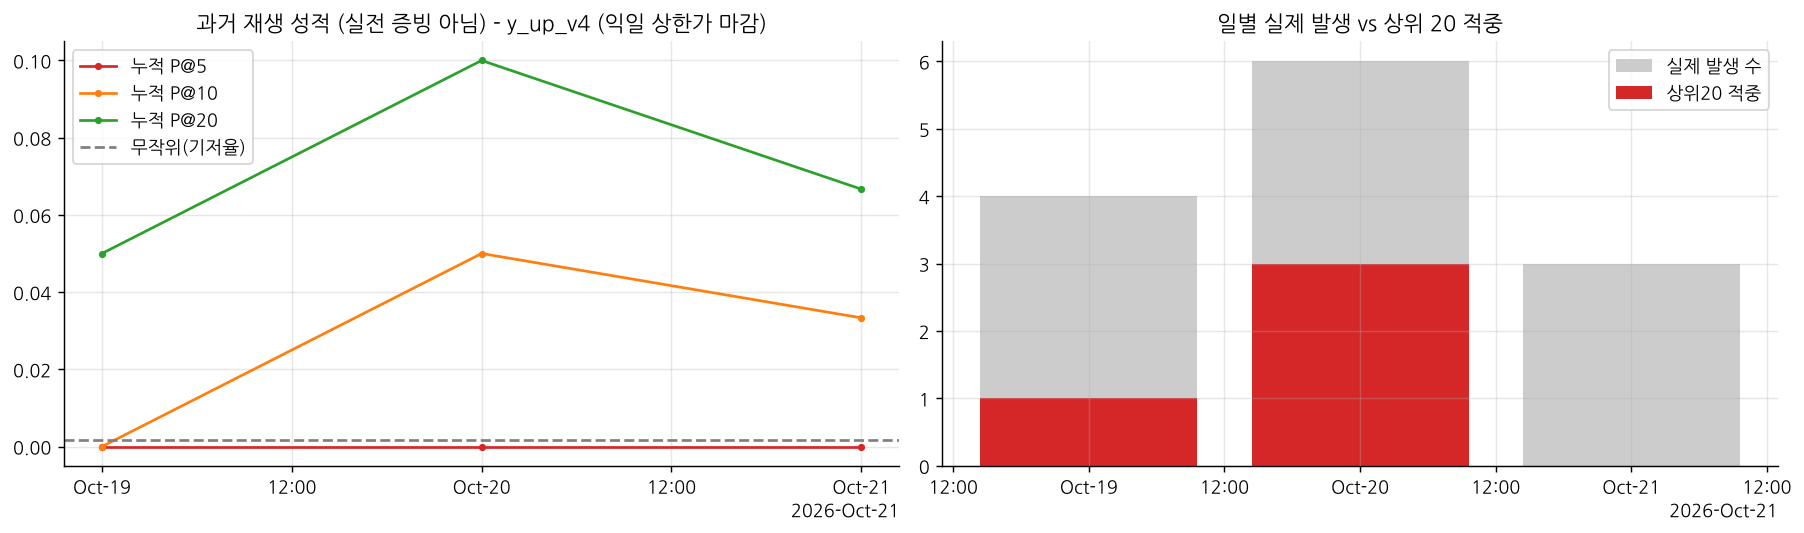 과거 재생 성적 (실전 증빙 아님) - y_up_v4 (익일 상한가 마감)
누적 P@5
누적 P@10
누적 P@20
무작위(기저율)
0.10
0.08
0.06
0.04
0.02
0.00
Oct-19
12:00
Oct-20
12:00
Oct-21
2026-Oct-21
일별 실제 발생 vs 상위 20 적중
실제 발생 수
상위20 적중
6
5
4
3
2
1
0
12:00
Oct-19
12:00
Oct-20
12:00
Oct-21
12:00
2026-Oct-21